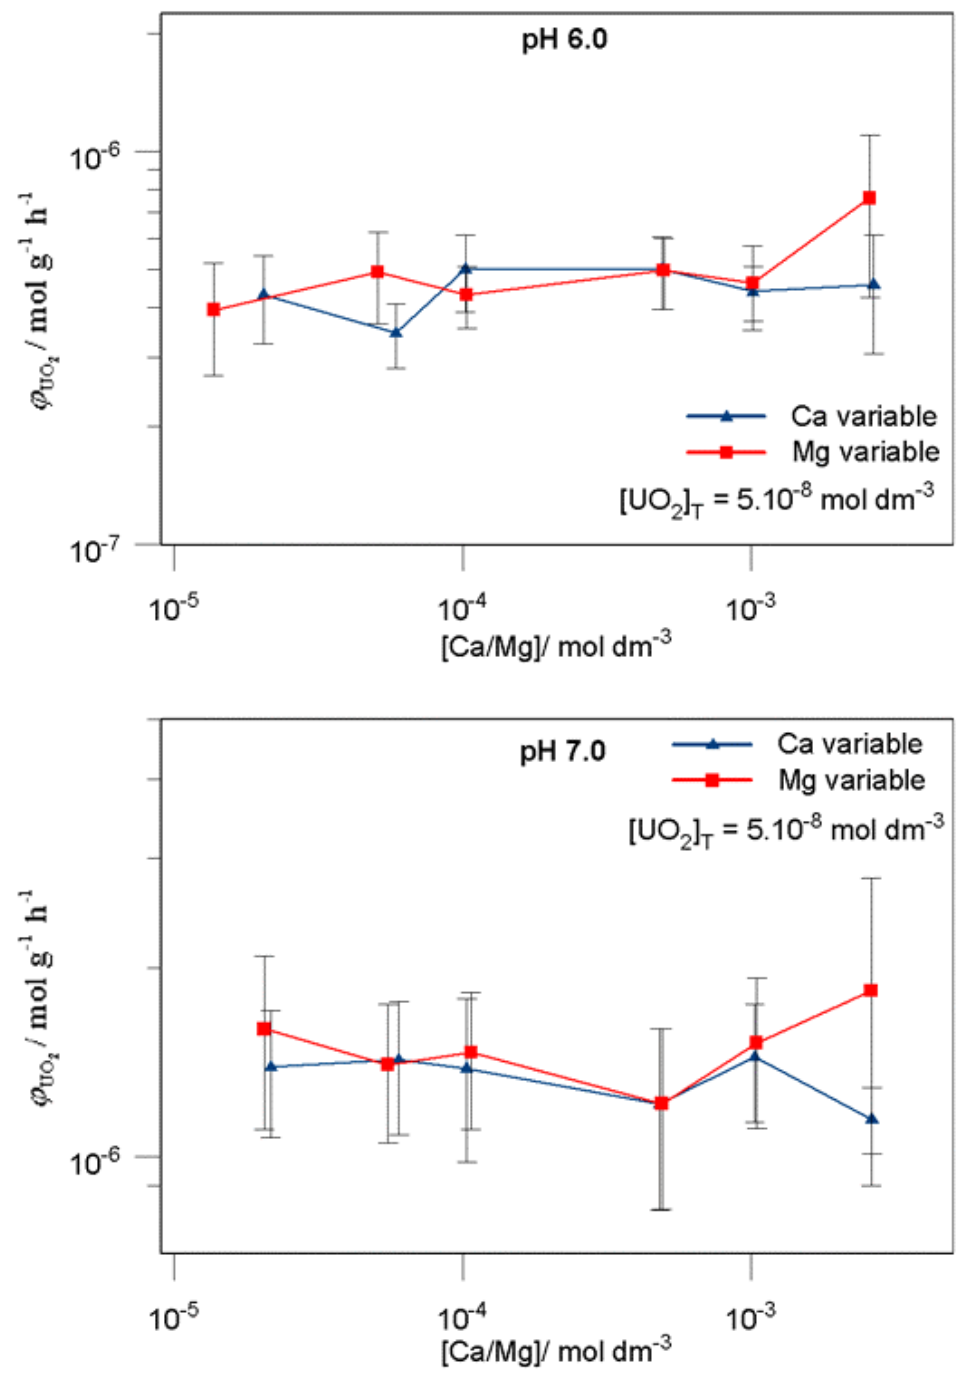 pH 6.0
10⁻⁶
φUO₂ / mol g⁻¹ h⁻¹
Ca variable
Mg variable
[UO₂]T = 5.10⁻⁸ mol dm⁻³
10⁻⁷
10⁻⁵ 10⁻⁴ 10⁻³
[Ca/Mg]/ mol dm⁻³
pH 7.0
Ca variable
Mg variable
[UO₂]T = 5.10⁻⁸ mol dm⁻³
φUO₂ / mol g⁻¹ h⁻¹
10⁻⁶
10⁻⁵ 10⁻⁴ 10⁻³
[Ca/Mg]/ mol dm⁻³